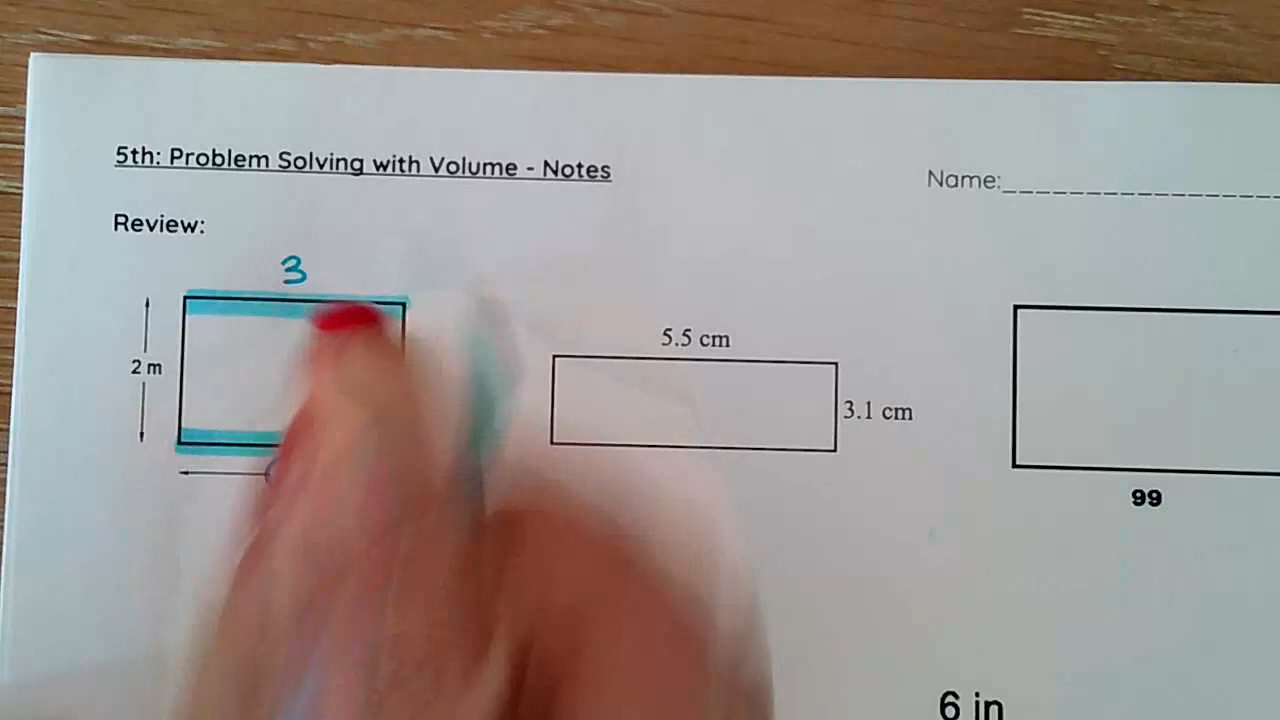 5th: Problem Solving with Volume - Notes
Name:_________________
Review:
3
2 m
5.5 cm
3.1 cm
99
6 in